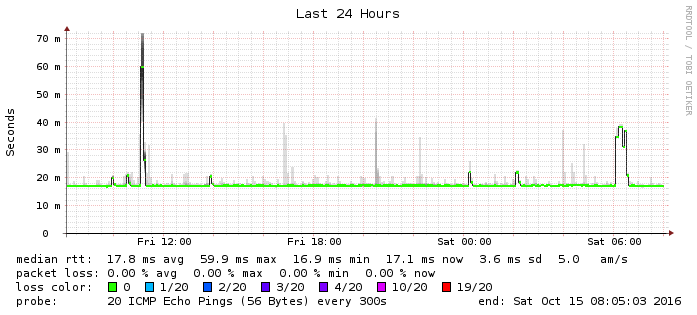 Last 24 Hours
RRDTOOL / TOBI OETIKER
Seconds
70 m
60 m
50 m
40 m
30 m
20 m
10 m
0
Fri 12:00 Fri 18:00 Sat 00:00 Sat 06:00
median rtt: 17.8 ms avg 59.9 ms max 16.9 ms min 17.1 ms now 3.6 ms sd 5.0 am/s
packet loss: 0.00 % avg 0.00 % max 0.00 % min 0.00 % now
loss color: 0 1/20 2/20 3/20 4/20 10/20 19/20
probe: 20 ICMP Echo Pings (56 Bytes) every 300s end: Sat Oct 15 08:05:03 2016